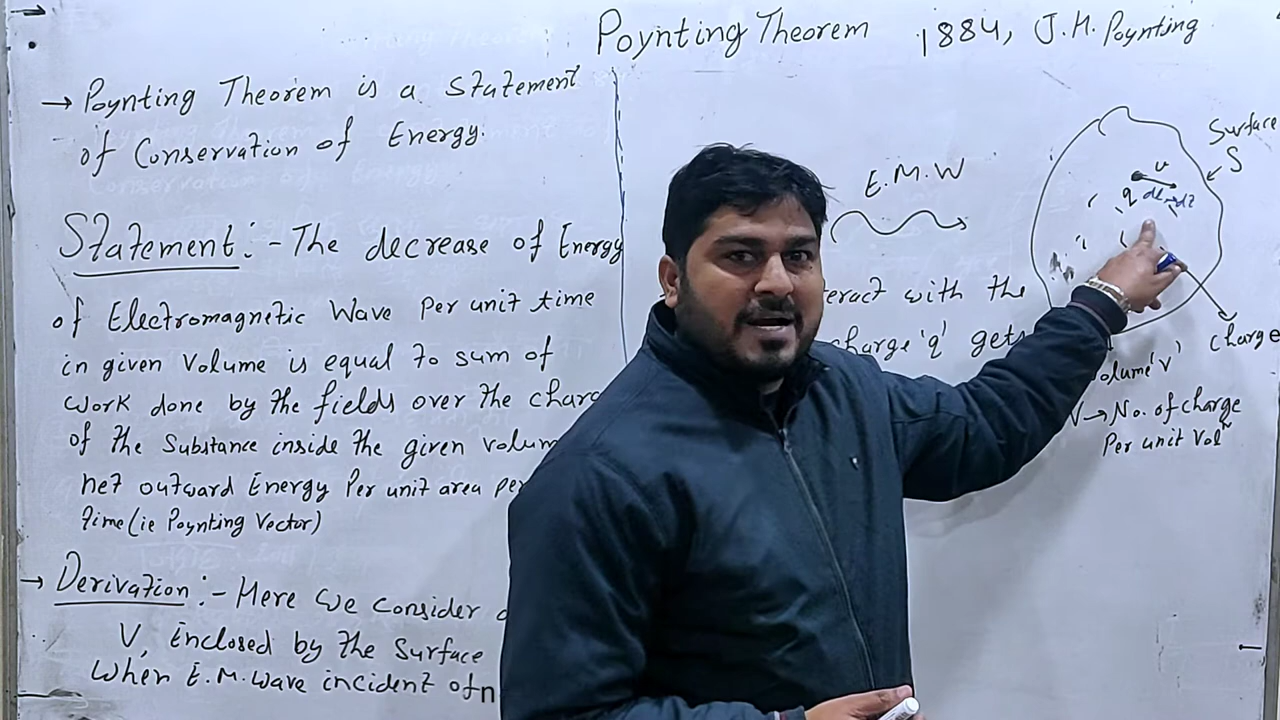 Poynting Theorem 1884, J.H. Poynting
→ Poynting Theorem is a Statement
of Conservation of Energy.
Statement:- The decrease of Energy
of Electromagnetic Wave Per unit time
in given Volume is equal to sum of
work done by the fields over the charg
of the Substance inside the given volum
net outward Energy Per unit area per
time (ie Poynting Vector)
→ Derivation:- Here we consider
V, Enclosed by the Surface
when E.M.wave incident
E.M.W
Surface
S
v
q
charge
teract with the
charge 'q' gets
Volume 'v'
N → No. of charge
Per unit Vol^n